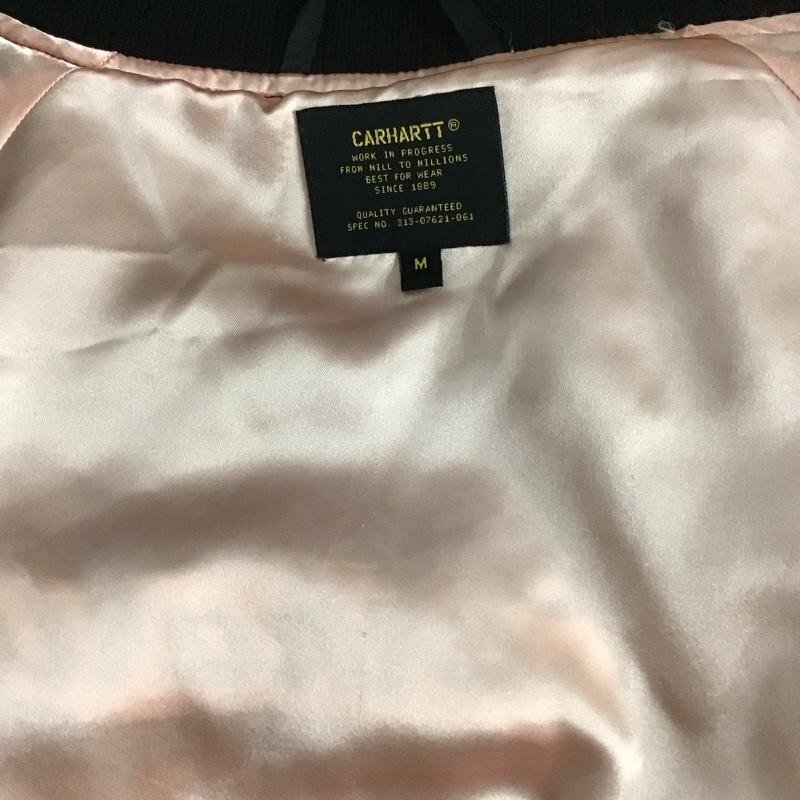 CARHARTT®
WORK IN PROGRESS
FROM MILL TO MILLIONS
BEST FOR WEAR
SINCE 1889
QUALITY GUARANTEED
SPEC NO. 313-07621-061
M